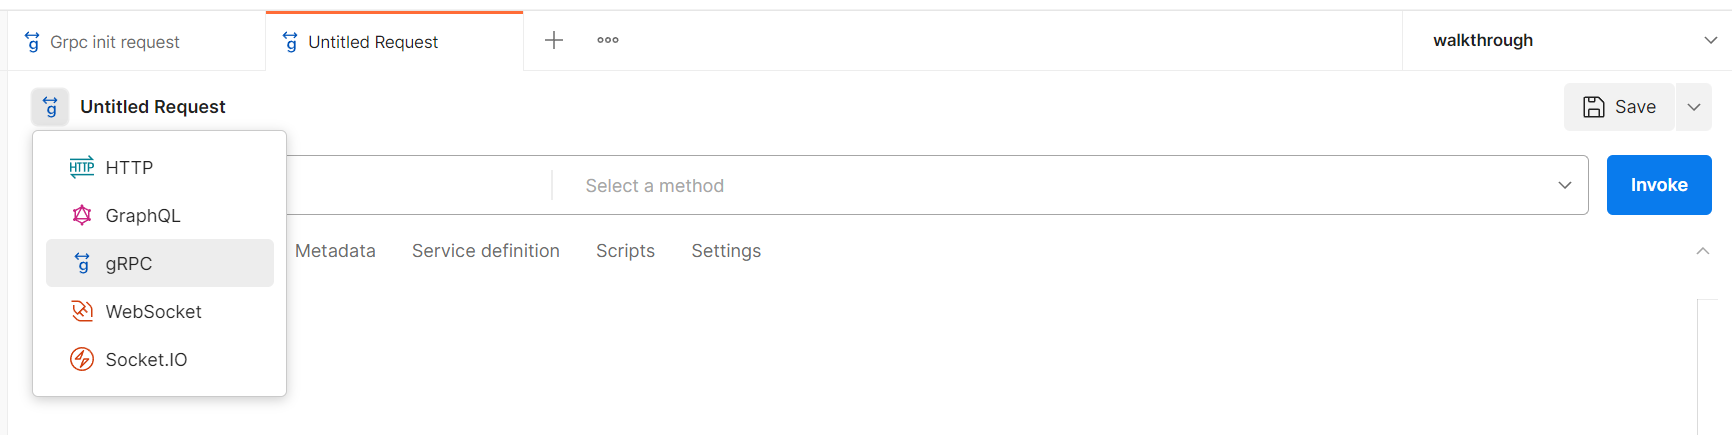 Grpc init request
Untitled Request
walkthrough
Untitled Request
Save
HTTP HTTP
Select a method
Invoke
GraphQL
Metadata
Service definition
Scripts
Settings
g gRPC
WebSocket
Socket.IO